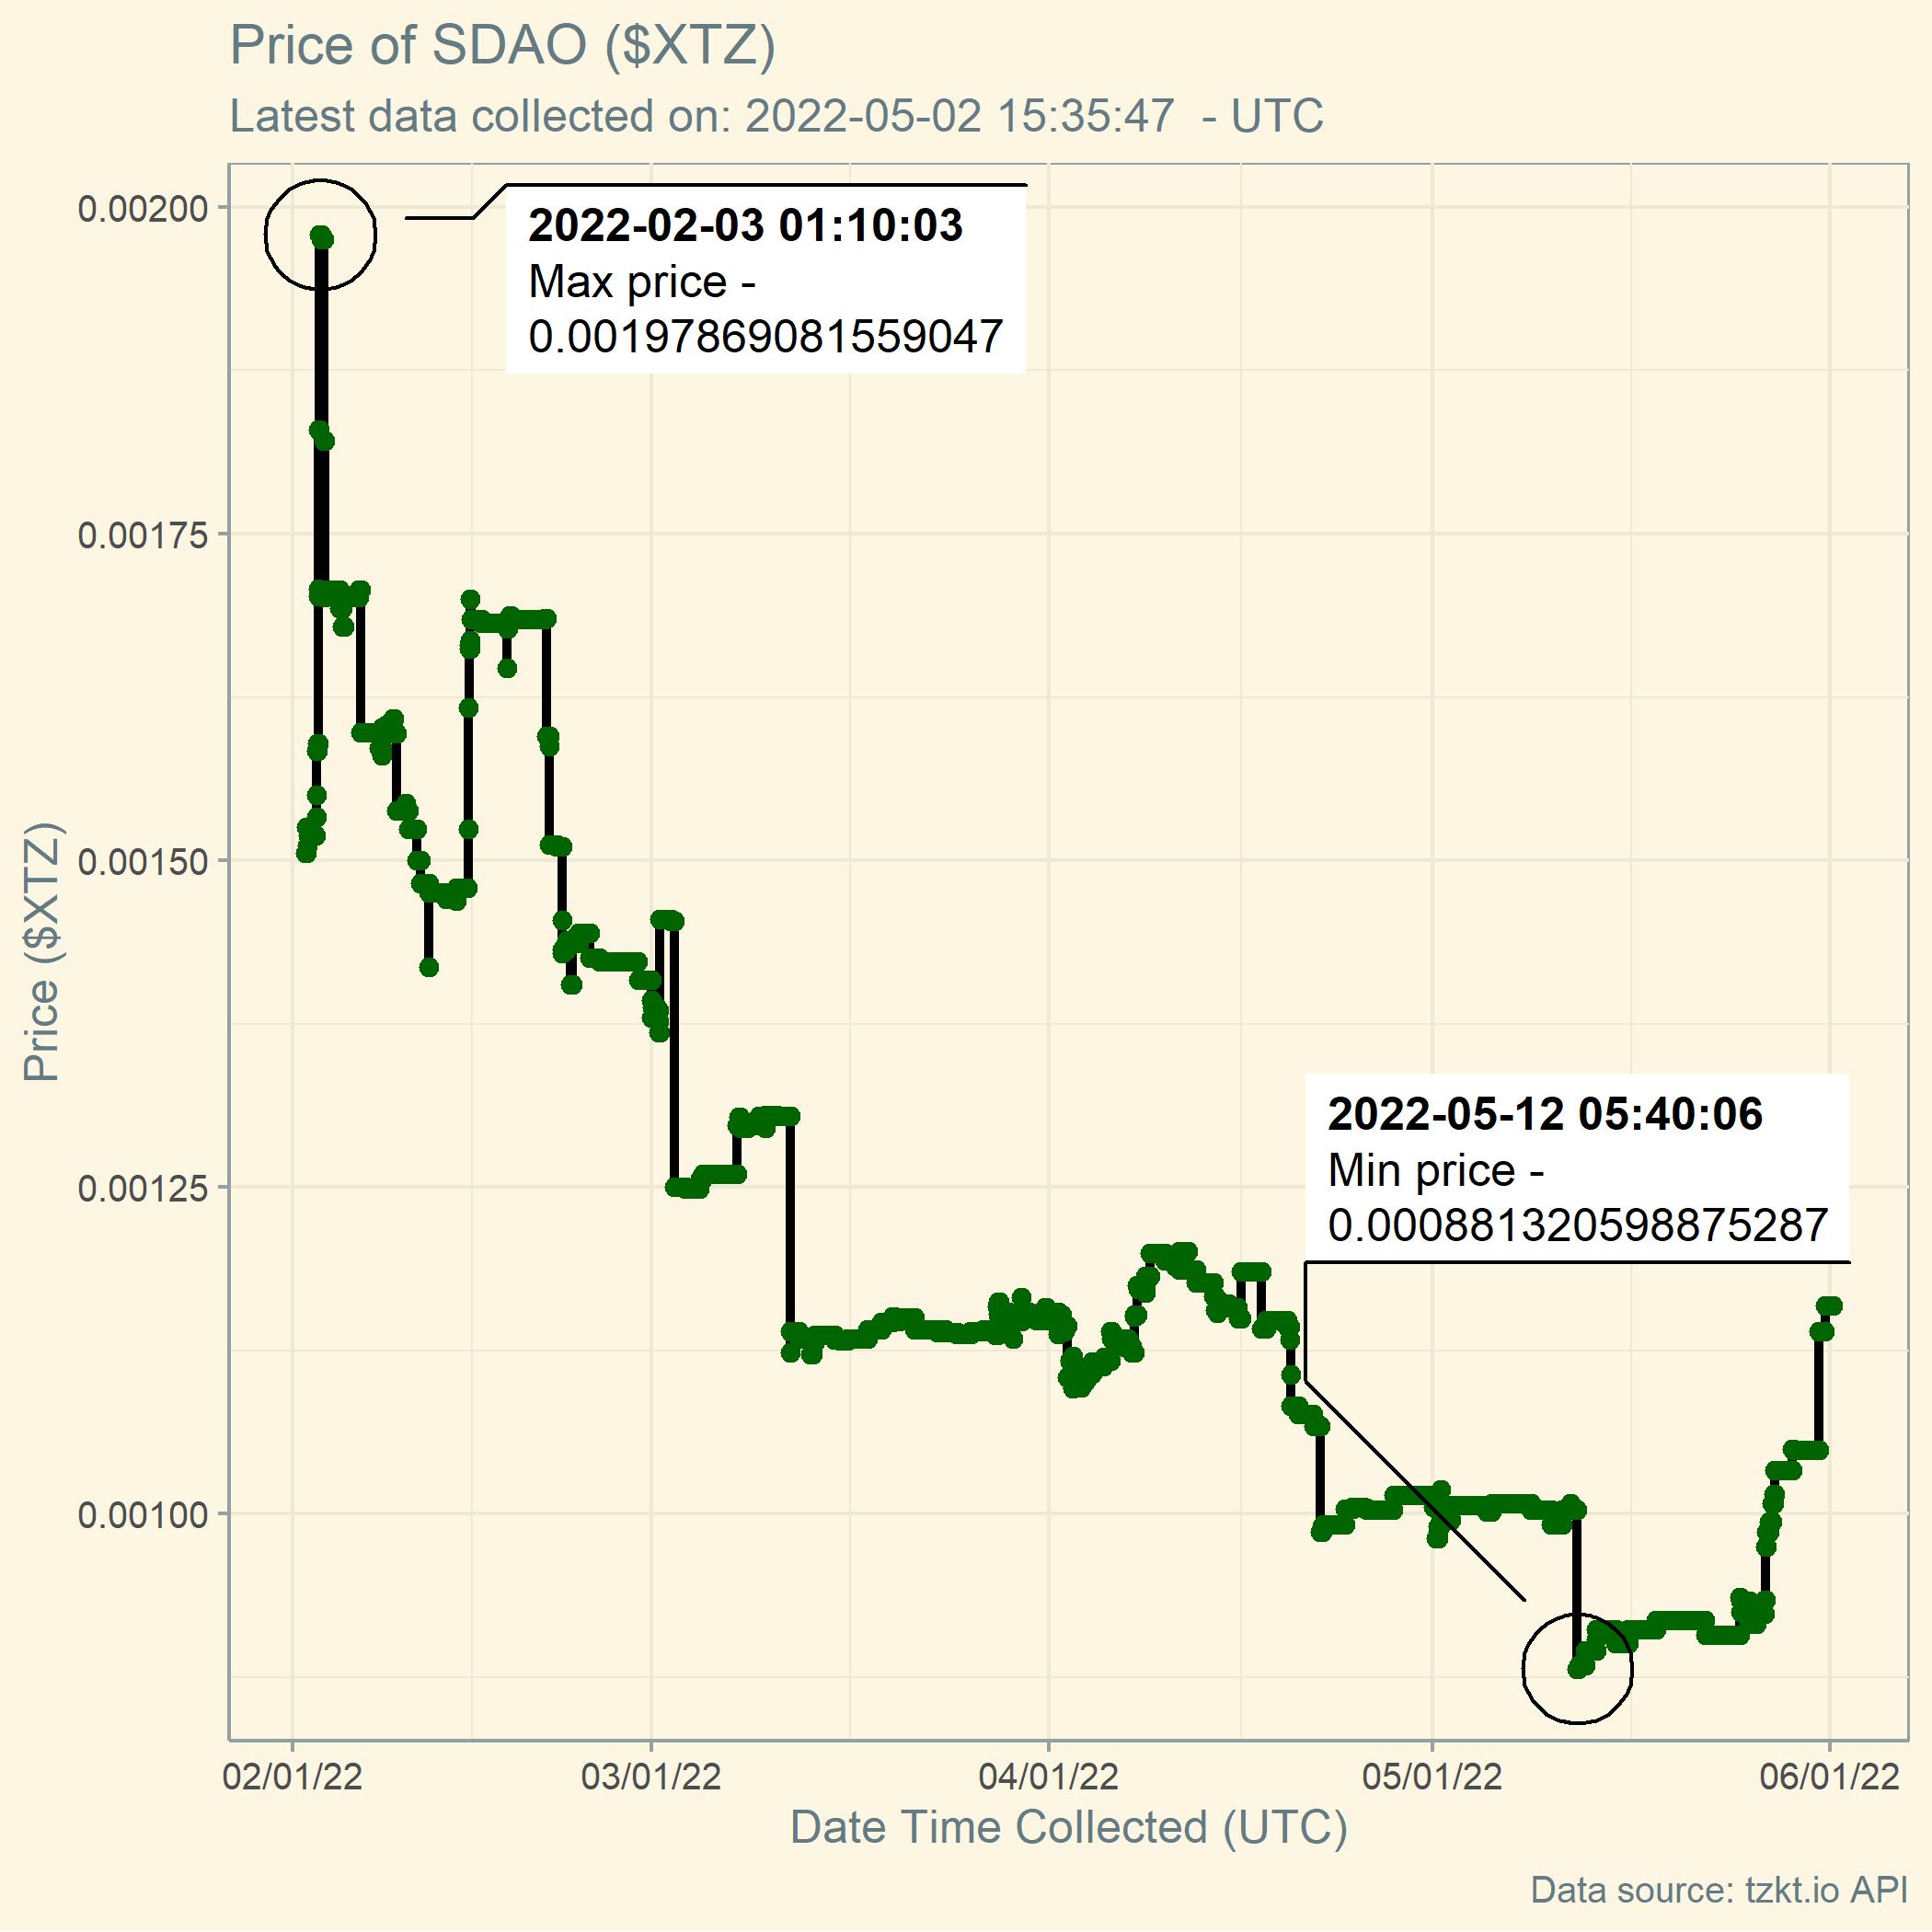 Price of SDAO ($XTZ)
Latest data collected on: 2022-05-02 15:35:47  - UTC
0.00200
0.00175
0.00150
0.00125
0.00100
Price ($XTZ)
2022-02-03 01:10:03
Max price -
0.00197869081559047
2022-05-12 05:40:06
Min price -
0.000881320598875287
02/01/22
03/01/22
04/01/22
05/01/22
06/01/22
Date Time Collected (UTC)
Data source: tzkt.io API